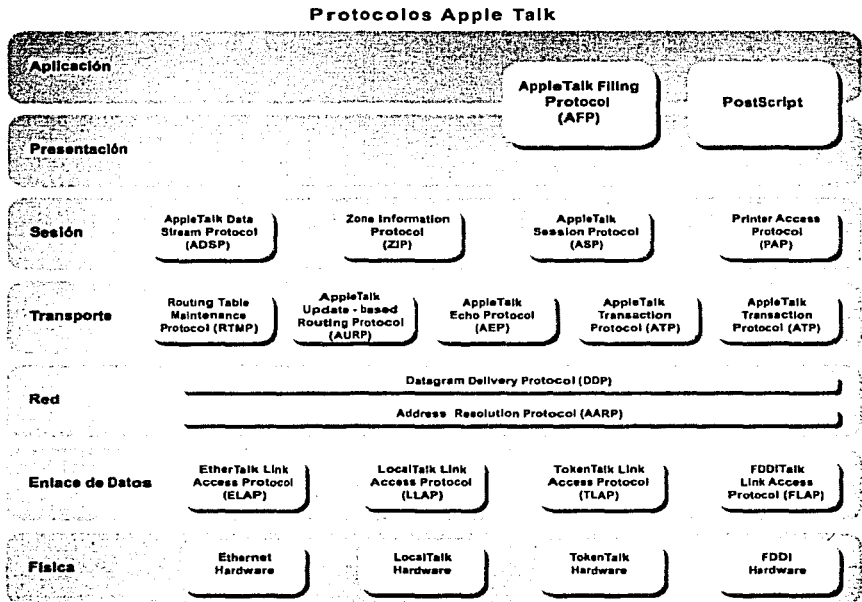 Protocolos Apple Talk
Aplicación
AppleTalk Filing
Protocol
(AFP)
PostScript
Presentación
Sesión
AppleTalk Data
Stream Protocol
(ADSP)
Zone Information
Protocol
(ZIP)
AppleTalk
Session Protocol
(ASP)
Printer Access
Protocol
(PAP)
Transporte
Routing Table
Maintenance
Protocol (RTMP)
AppleTalk
Update - based
Routing Protocol
(AURP)
AppleTalk
Echo Protocol
(AEP)
AppleTalk
Transaction
Protocol (ATP)
AppleTalk
Transaction
Protocol (ATP)
Red
Datagram Delivery Protocol (DDP)
Address Resolution Protocol (AARP)
Enlace de Datos
EtherTalk Link
Access Protocol
(ELAP)
LocalTalk Link
Access Protocol
(LLAP)
TokenTalk Link
Access Protocol
(TLAP)
FDDITalk
Link Access
Protocol (FLAP)
Física
Ethernet
Hardware
LocalTalk
Hardware
TokenTalk
Hardware
FDDI
Hardware